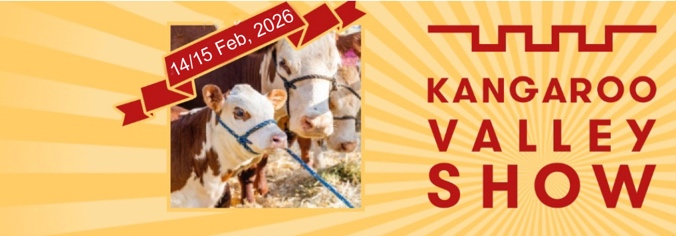 14/15 Feb, 2026
KANGAROO
VALLEY
SHOW